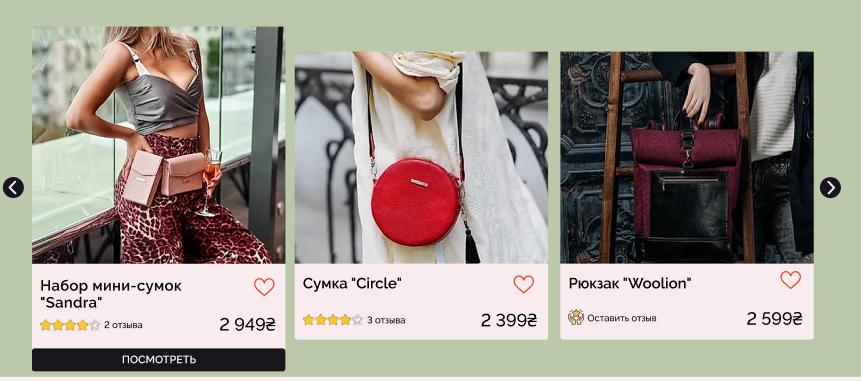 Набор мини-сумок
"Sandra"
2 отзыва
2 949₴
ПОСМОТРЕТЬ
Сумка "Circle"
3 отзыва
2 399₴
Рюкзак "Woolion"
Оставить отзыв
2 599₴